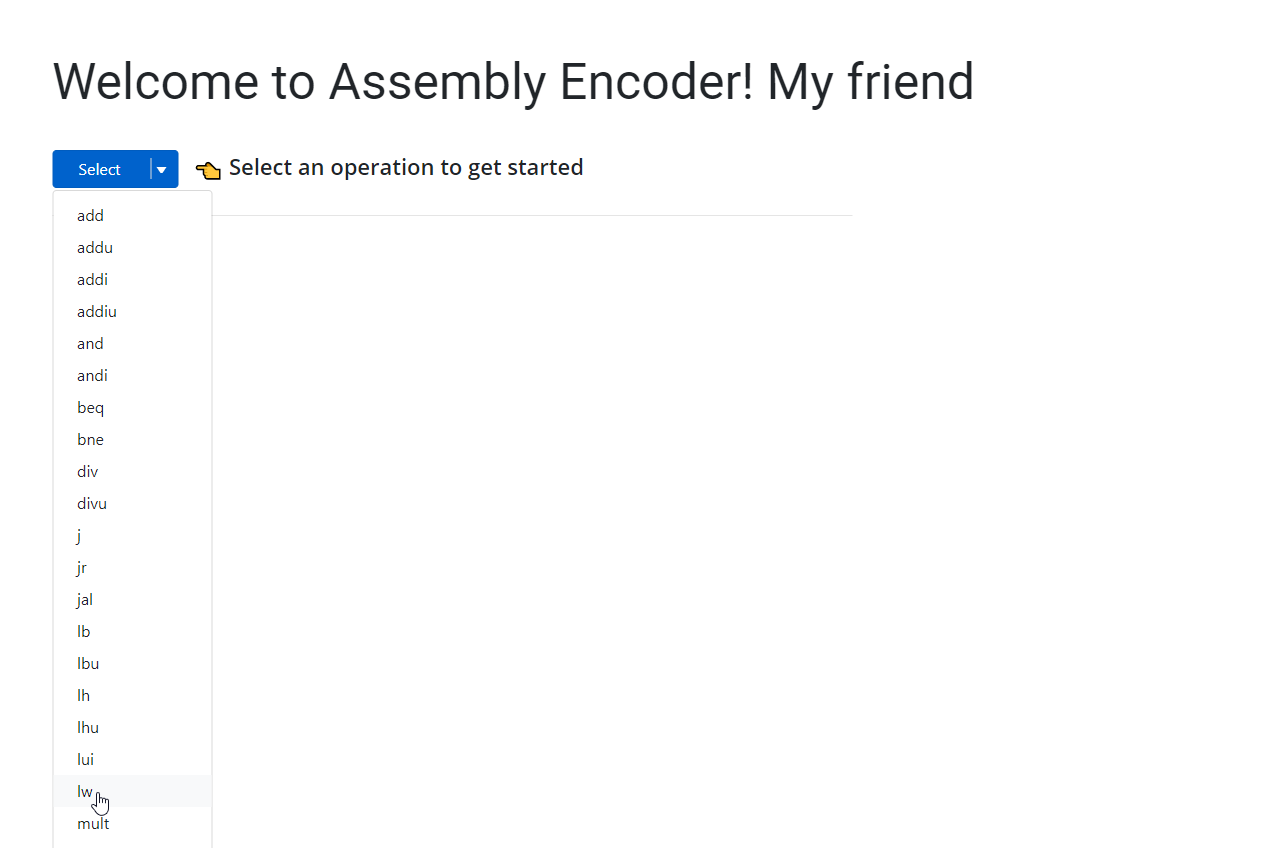 Welcome to Assembly Encoder! My friend
Select
Select an operation to get started
add
addu
addi
addiu
and
andi
beq
bne
div
divu
j
jr
jal
lb
lbu
lh
lhu
lui
lw
mult